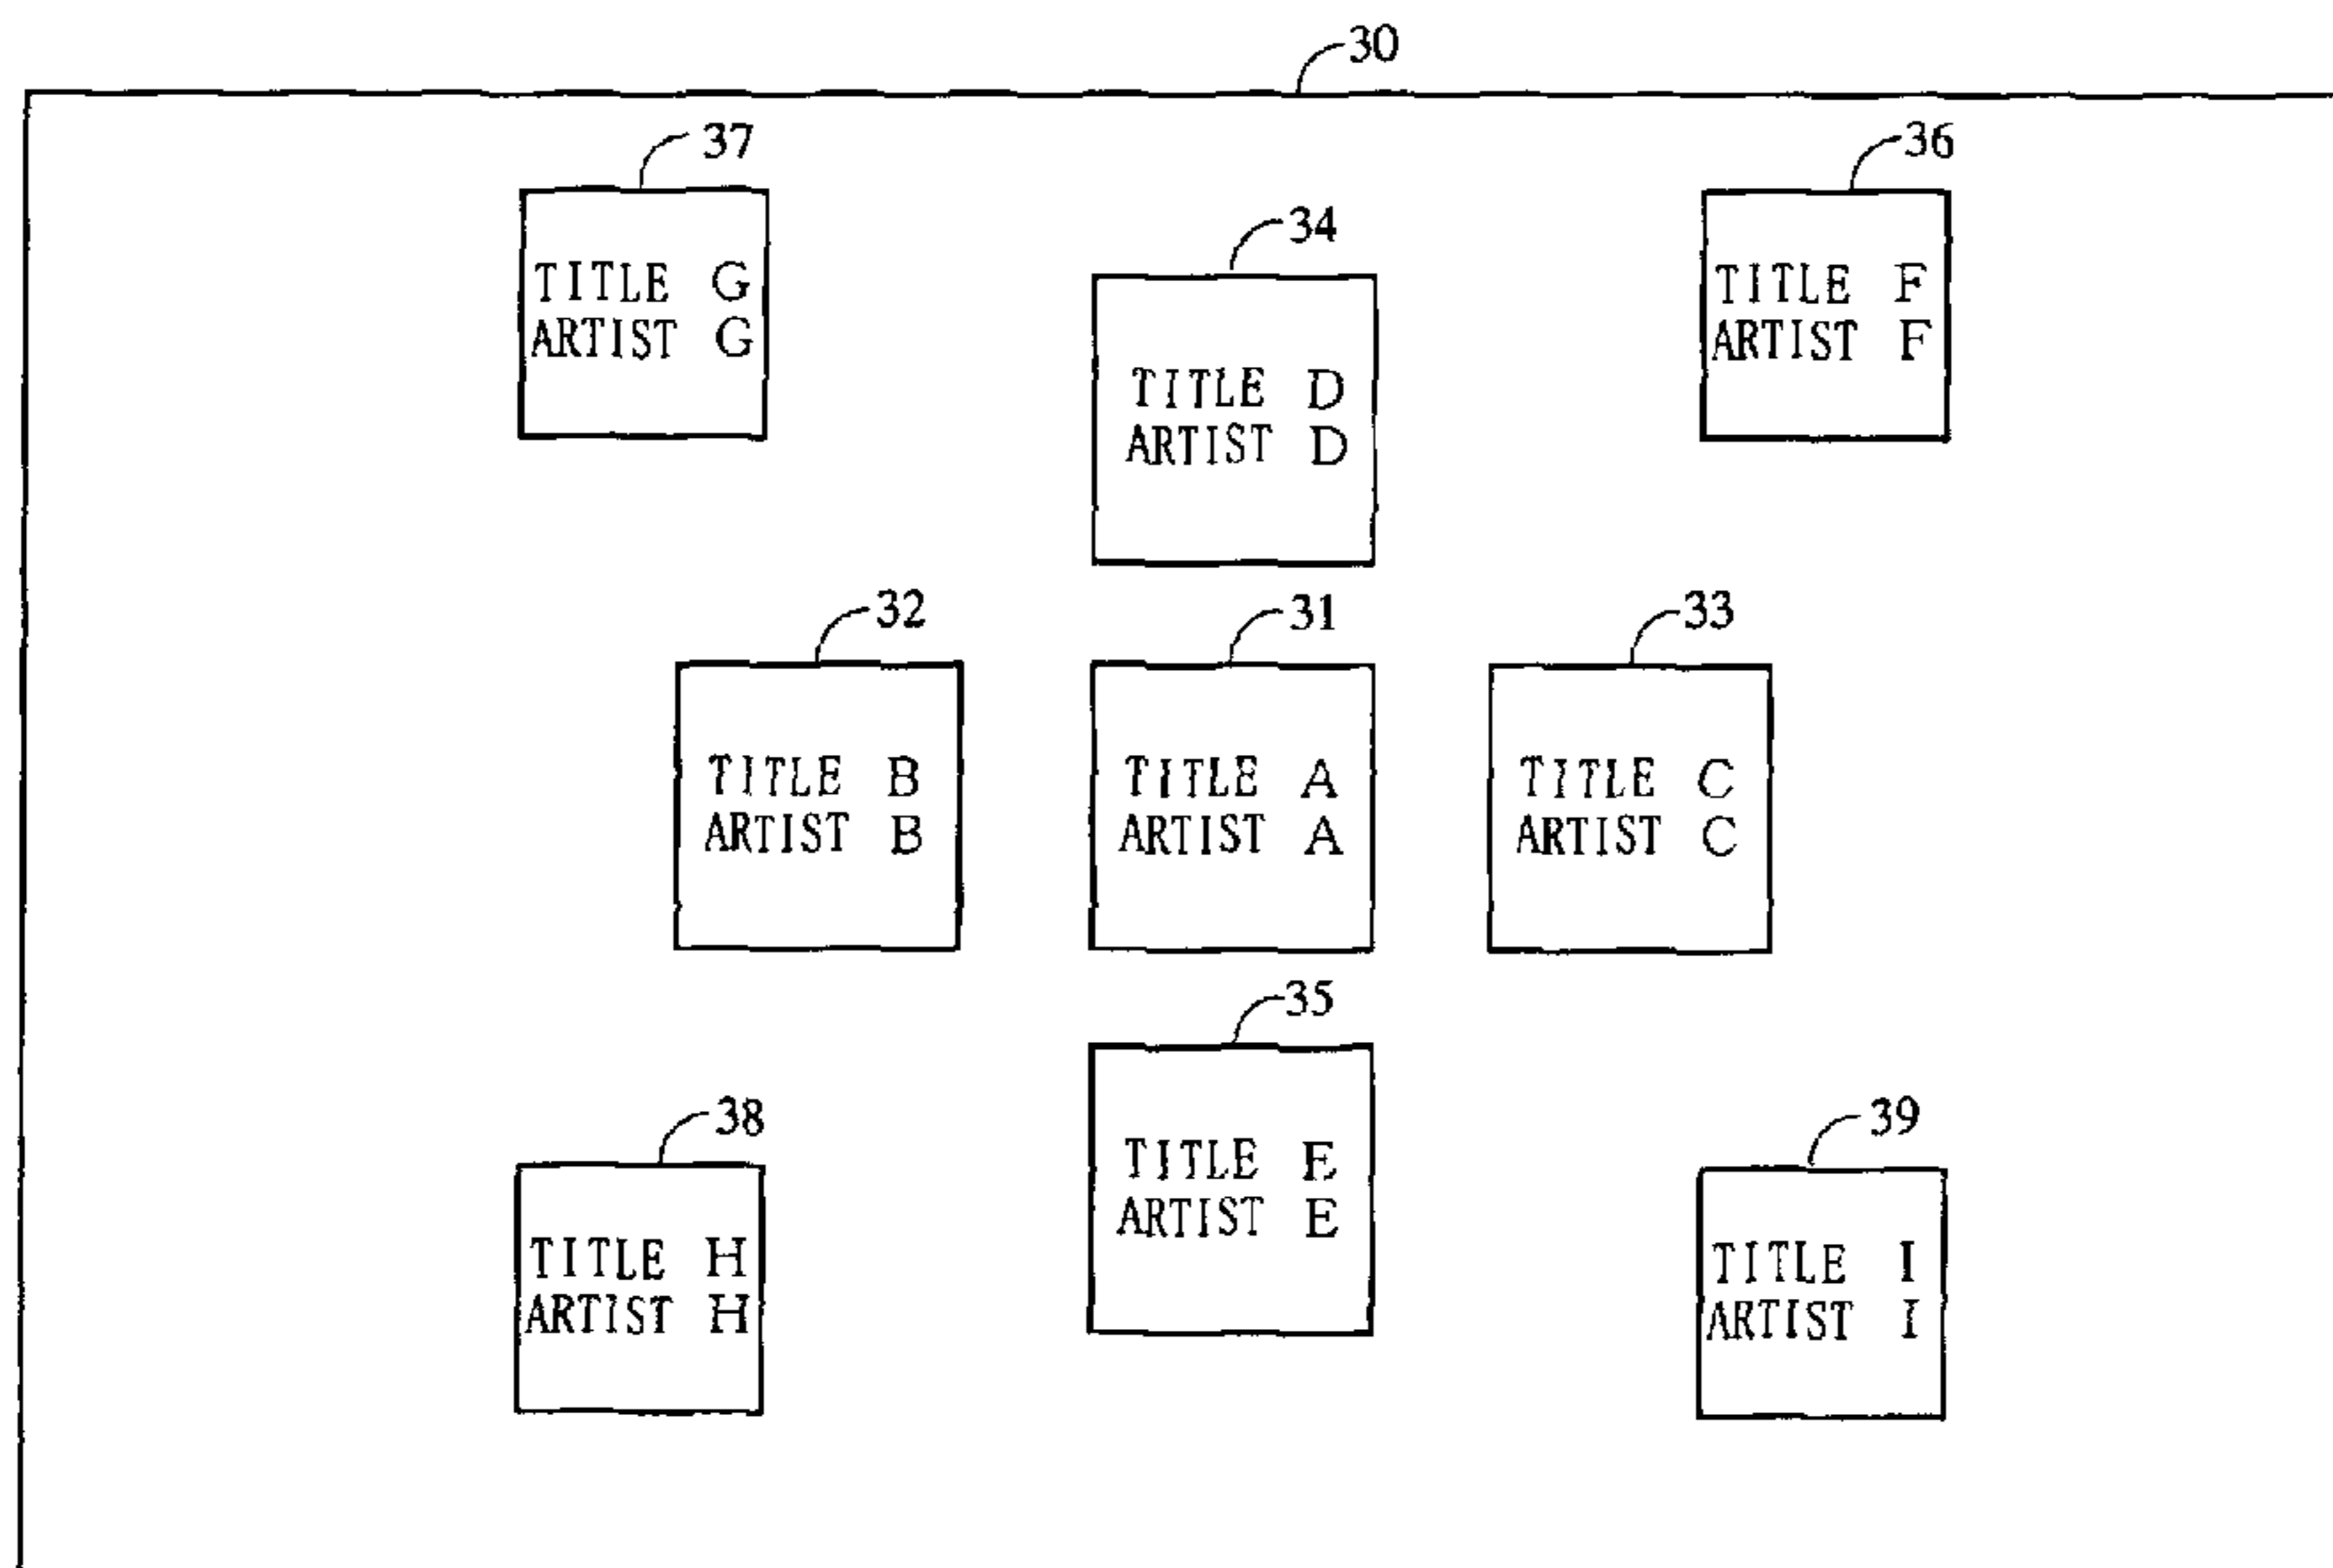 30
37
TITLE G
ARTIST G
34
TITLE D
ARTIST D
36
TITLE F
ARTIST F
32
TITLE B
ARTIST B
31
TITLE A
ARTIST A
33
TITLE C
ARTIST C
38
TITLE H
ARTIST H
35
TITLE E
ARTIST E
39
TITLE I
ARTIST I